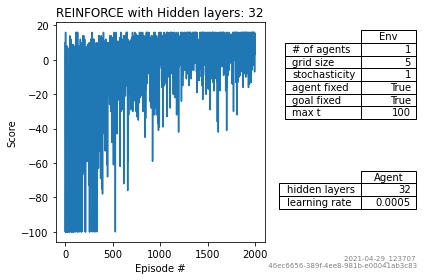 REINFORCE with Hidden layers: 32
Score
20
0
−20
−40
−60
−80
−100
0
500
1000
1500
2000
Episode #
Env
# of agents 1
grid size 5
stochasticity 1
agent fixed True
goal fixed True
max t 100
Agent
hidden layers 32
learning rate 0.0005
2021-04-29_123707
46ec6656-389f-4ee8-981b-e00041ab3c83